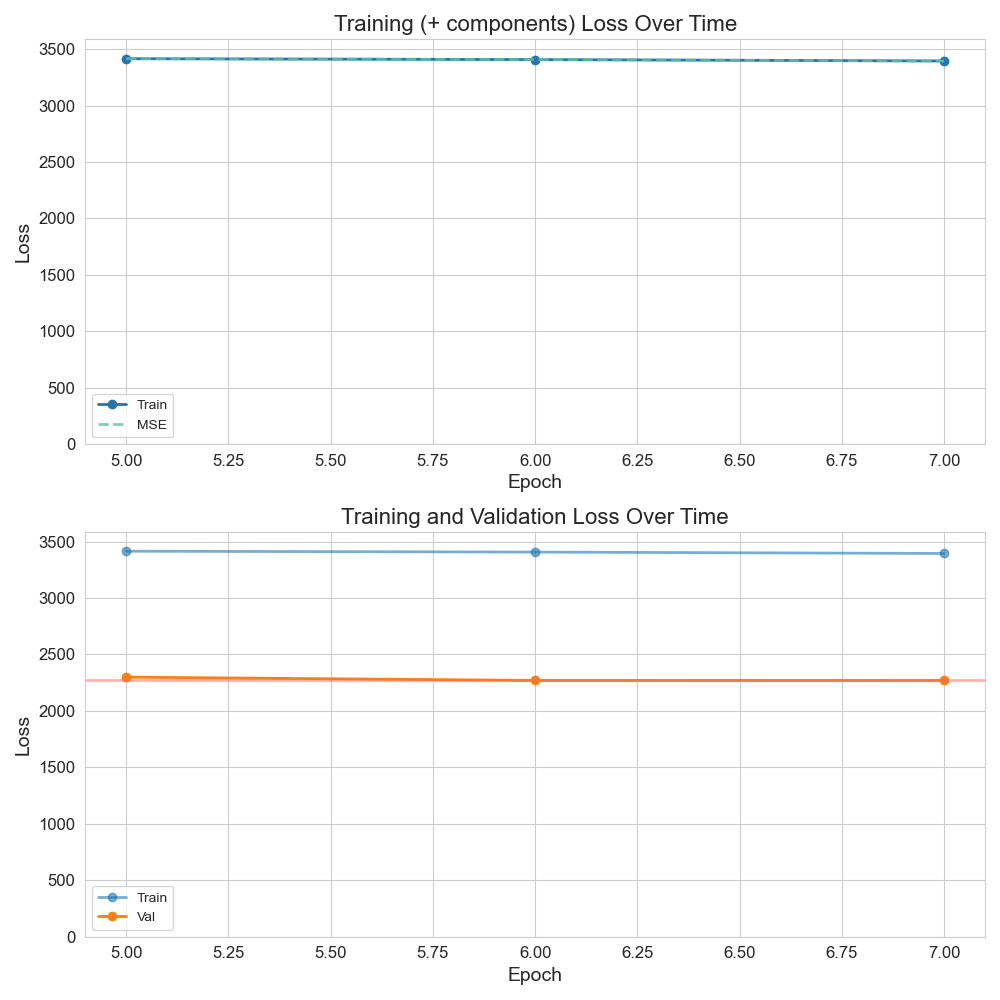 Training (+ components) Loss Over Time
3500
3000
2500
2000
1500
1000
500
0
Loss
Train
MSE
5.00 5.25 5.50 5.75 6.00 6.25 6.50 6.75 7.00
Epoch
Training and Validation Loss Over Time
3500
3000
2500
2000
1500
1000
500
0
Loss
Train
Val
5.00 5.25 5.50 5.75 6.00 6.25 6.50 6.75 7.00
Epoch